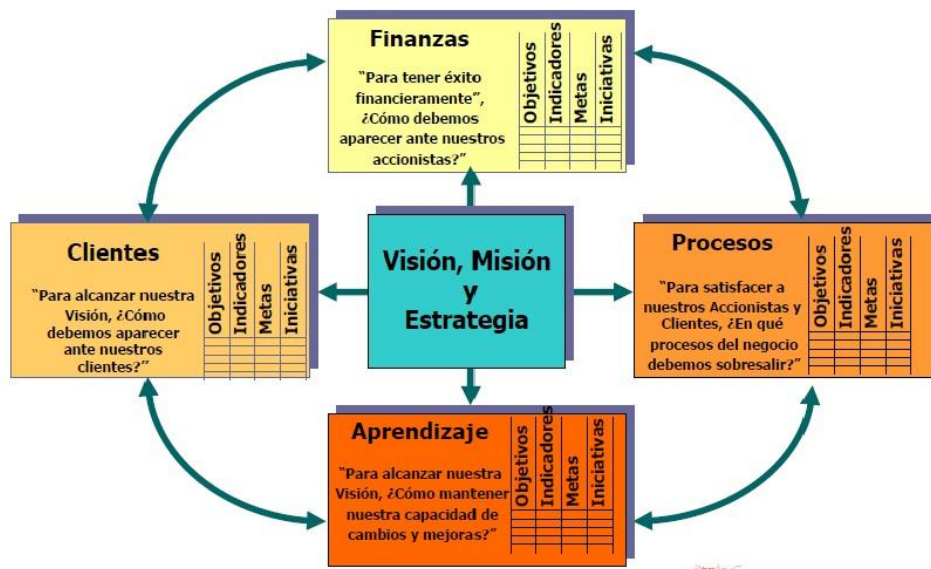 Finanzas
“Para tener éxito
financieramente”,
¿Cómo debemos
aparecer ante nuestros
accionistas?”
Objetivos
Indicadores
Metas
Iniciativas
Clientes
“Para alcanzar nuestra
Visión, ¿Cómo
debemos aparecer
ante nuestros
clientes?”
Objetivos
Indicadores
Metas
Iniciativas
Visión, Misión
y
Estrategia
Procesos
“Para satisfacer a
nuestros Accionistas y
Clientes, ¿En qué
procesos del negocio
debemos sobresalir?”
Objetivos
Indicadores
Metas
Iniciativas
Aprendizaje
“Para alcanzar nuestra
Visión, ¿Cómo mantener
nuestra capacidad de
cambios y mejoras?”
Objetivos
Indicadores
Metas
Iniciativas